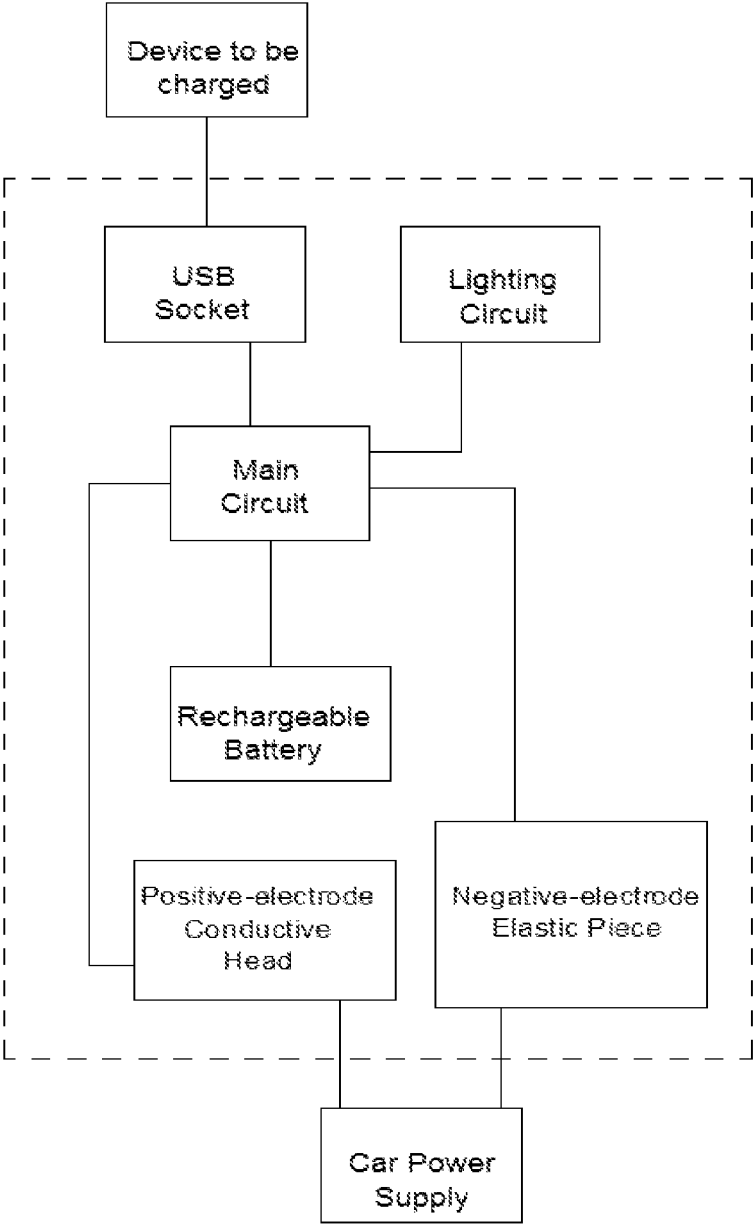 Device to be
charged
USB
Socket
Lighting
Circuit
Main
Circuit
Rechargeable
Battery
Positive-electrode
Conductive
Head
Negative-electrode
Elastic Piece
Car Power
Supply